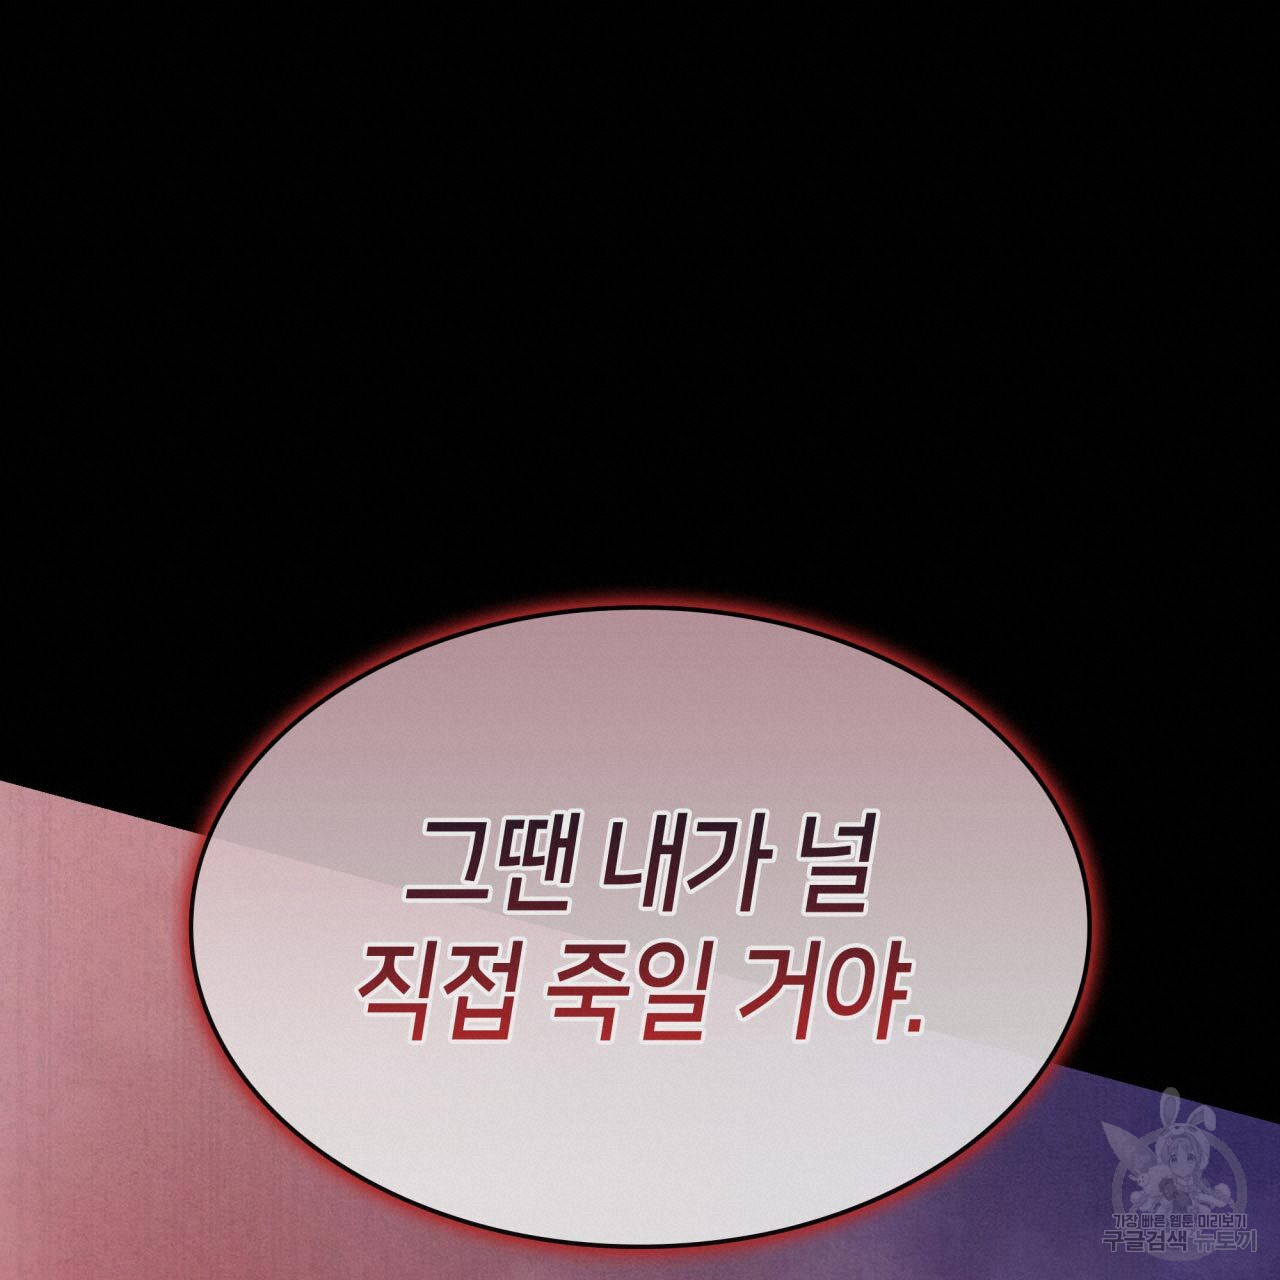 그땐 내가 널
직접 죽일 거야.
가장 빠른 웹툰 미리보기
구글검색 뉴토끼